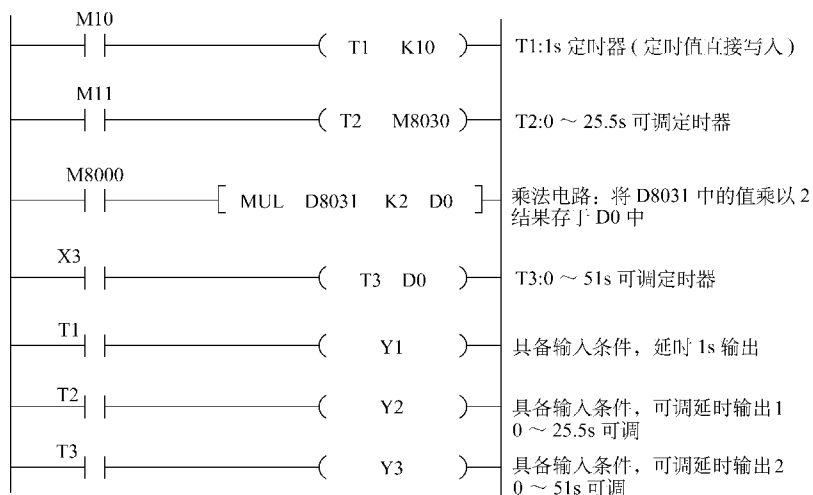 M10
T1 K10
T1:1s 定时器 ( 定时值直接写入 )
M11
T2 M8030
T2:0 ～ 25.5s 可调定时器
M8000
MUL D8031 K2 D0
乘法电路：将 D8031 中的值乘以 2
结果存于 D0 中
X3
T3 D0
T3:0 ～ 51s 可调定时器
T1
Y1
具备输入条件，延时 1s 输出
T2
Y2
具备输入条件，可调延时输出1
0 ～ 25.5s 可调
T3
Y3
具备输入条件，可调延时输出2
0 ～ 51s 可调